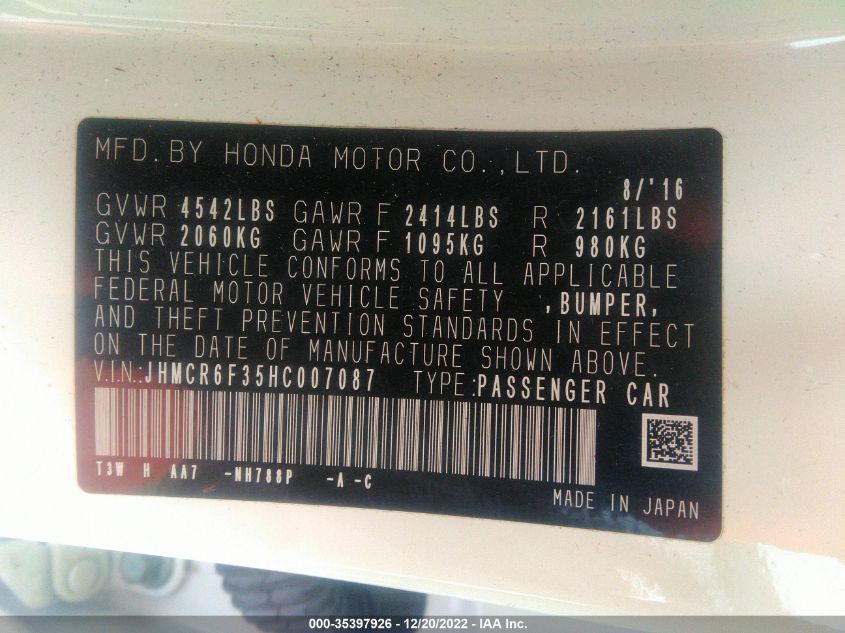 MFD. BY HONDA MOTOR CO., LTD.
8/'16
GVWR 4542LBS GAWR F 2414LBS R 2161LBS
GVWR 2060KG GAWR F 1095KG R 980KG
THIS VEHICLE CONFORMS TO ALL APPLICABLE
FEDERAL MOTOR VEHICLE SAFETY ,BUMPER,
AND THEFT PREVENTION STANDARDS IN EFFECT
ON THE DATE OF MANUFACTURE SHOWN ABOVE.
V.I.N.:JHMCR6F35HC007087 TYPE:PASSENGER CAR
T3W H AA7 -NH788P -A -C
MADE IN JAPAN
000-35397926 - 12/20/2022 - IAA Inc.